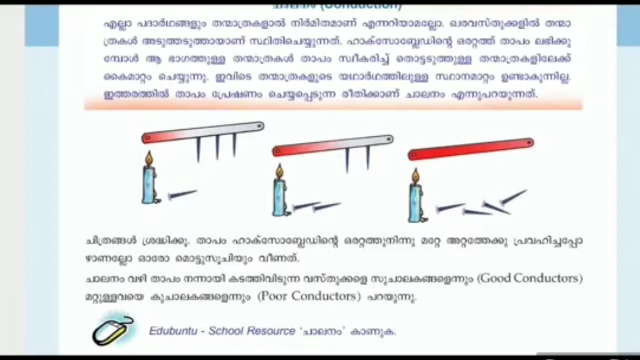 ചാലനം (Conduction)
എല്ലാ പദാർഥങ്ങളും തന്മാത്രകളാൽ നിർമിതമാണ് എന്നറിയാമല്ലോ. ഖരവസ്തുക്കളിൽ തന്മാ
ത്രകൾ അടുത്തടുത്തായാണ് സ്ഥിതിചെയ്യുന്നത്. ഹാക്സോബ്ലേഡിന്റെ ഒരറ്റത്ത് താപം ലഭിക്കു
മ്പോൾ ആ ഭാഗത്തുള്ള തന്മാത്രകൾ താപം സ്വീകരിച്ച് തൊട്ടടുത്തുള്ള തന്മാത്രകളിലേക്ക്
കൈമാറ്റം ചെയ്യുന്നു. ഇവിടെ തന്മാത്രകളുടെ യഥാർഥത്തിലുള്ള സ്ഥാനമാറ്റം ഉണ്ടാകുന്നില്ല.
ഇത്തരത്തിൽ താപം പ്രേഷണം ചെയ്യപ്പെടുന്ന രീതിക്കാണ് ചാലനം എന്നുപറയുന്നത്.
ചിത്രങ്ങൾ ശ്രദ്ധിക്കൂ. താപം ഹാക്സോബ്ലേഡിന്റെ ഒരറ്റത്തുനിന്നു മറ്റേ അറ്റത്തേക്കു പ്രവഹിച്ചപ്പോ
ഴാണല്ലോ ഓരോ മൊട്ടുസൂചിയും വീണത്.
ചാലനം വഴി താപം നന്നായി കടത്തിവിടുന്ന വസ്തുക്കളെ സുചാലകങ്ങളെന്നും (Good Conductors)
മറ്റുള്ളവയെ കുചാലകങ്ങളെന്നും (Poor Conductors) പറയുന്നു.
Edubuntu - School Resource 'ചാലനം' കാണുക.